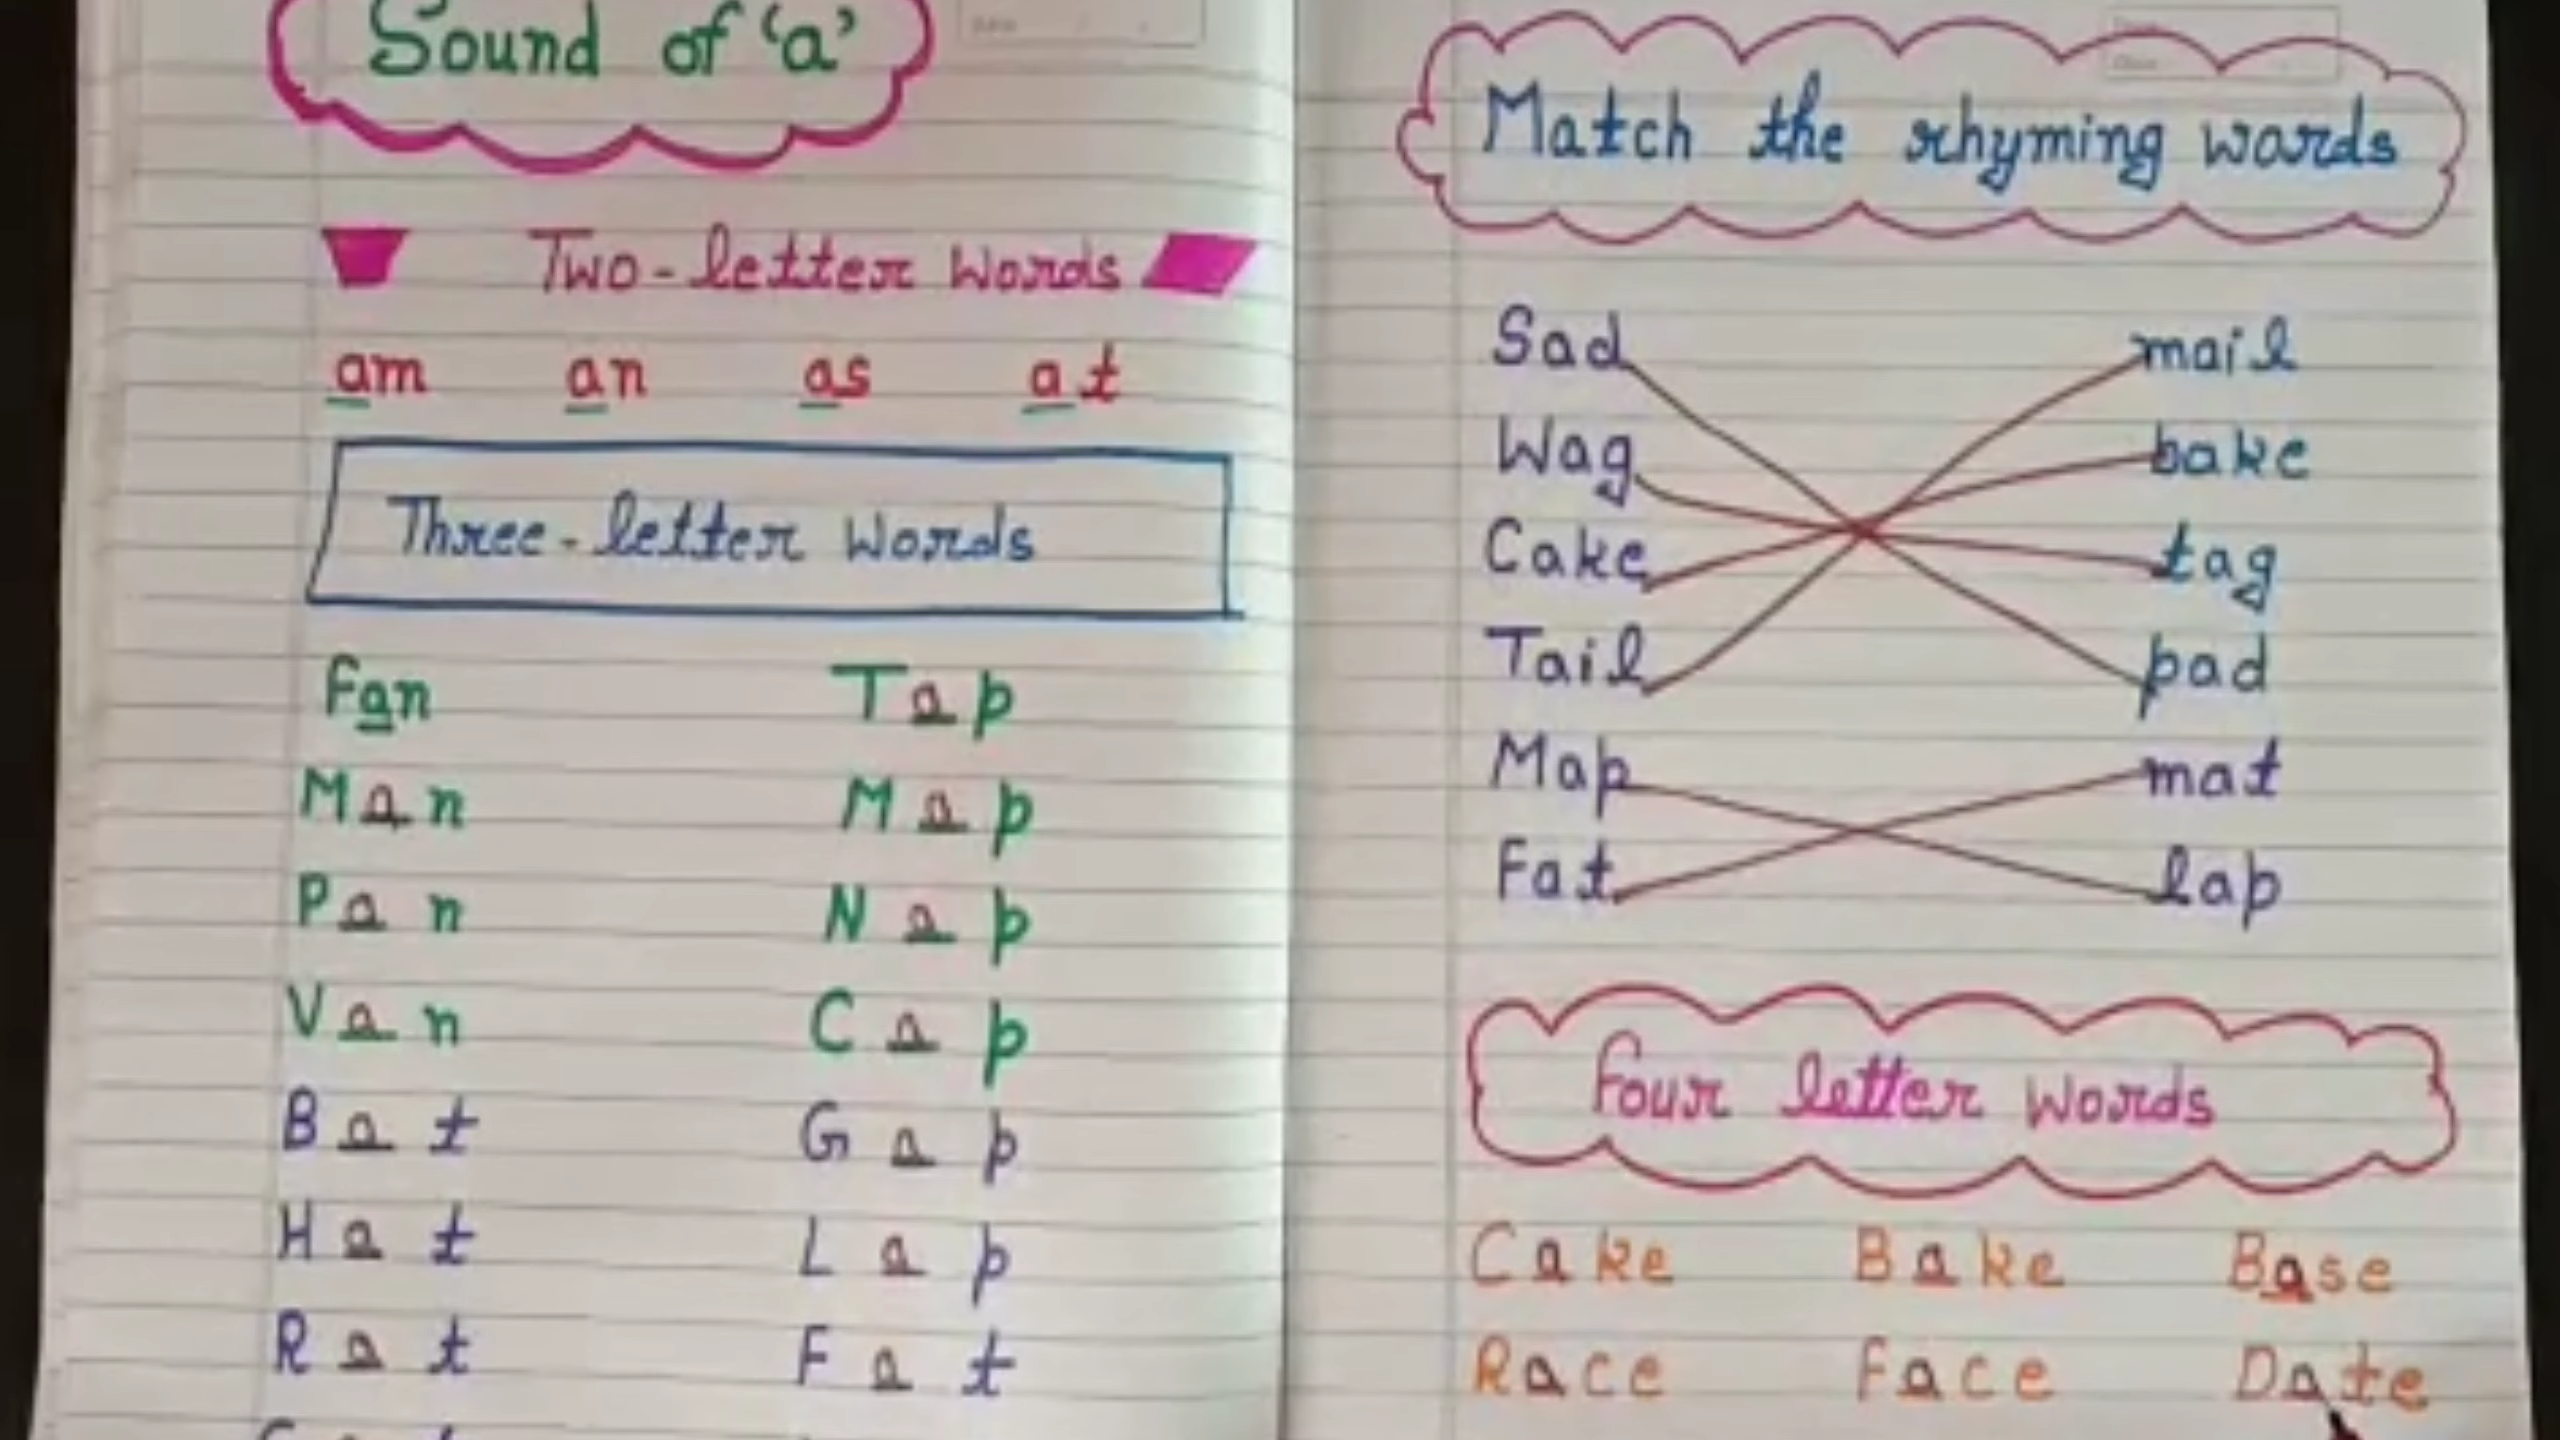 Sound of 'a'
Two-letter Words
am an as at
Three-letter Words
Fan Tap
Man Map
Pan Nap
Van Cap
Bat Gap
Hat Lap
Rat Fat
Match the rhyming words
Sad mail
Wag bake
Cake tag
Tail pad
Map mat
Fat lap
Four letter Words
Cake Bake Base
Race Face Date